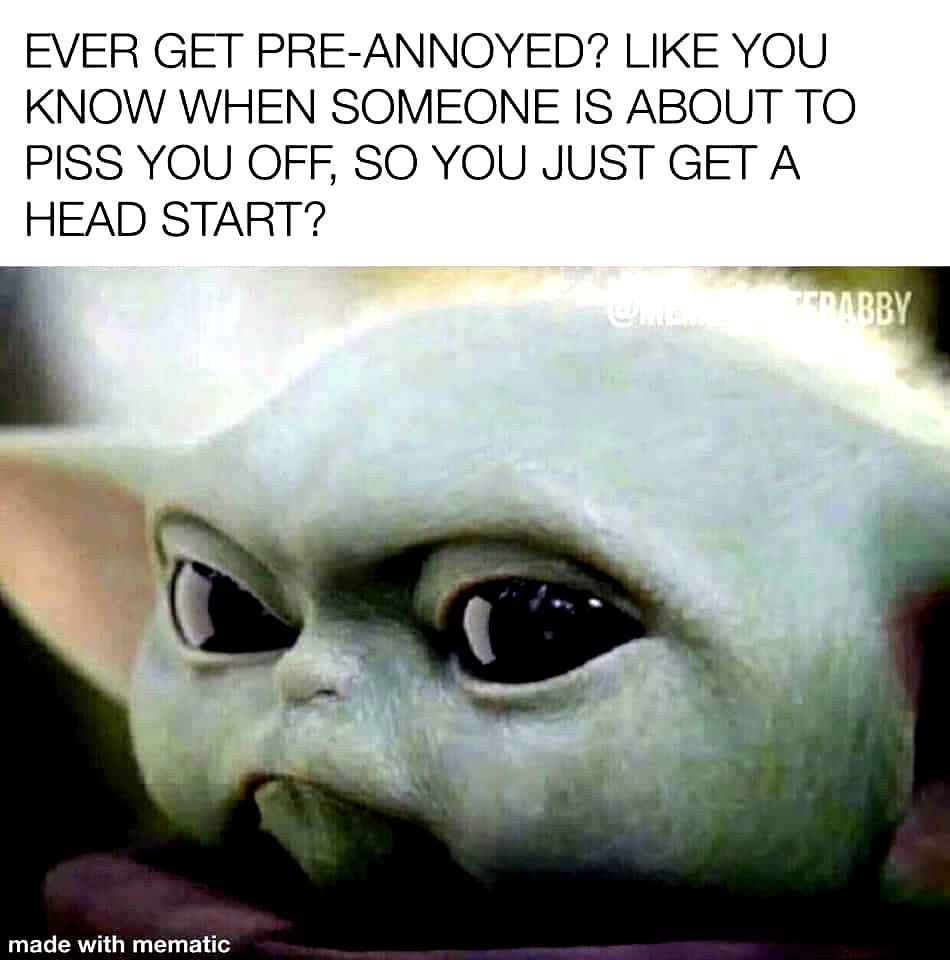 EVER GET PRE-ANNOYED? LIKE YOU
KNOW WHEN SOMEONE IS ABOUT TO
PISS YOU OFF, SO YOU JUST GET A
HEAD START?
made with mematic